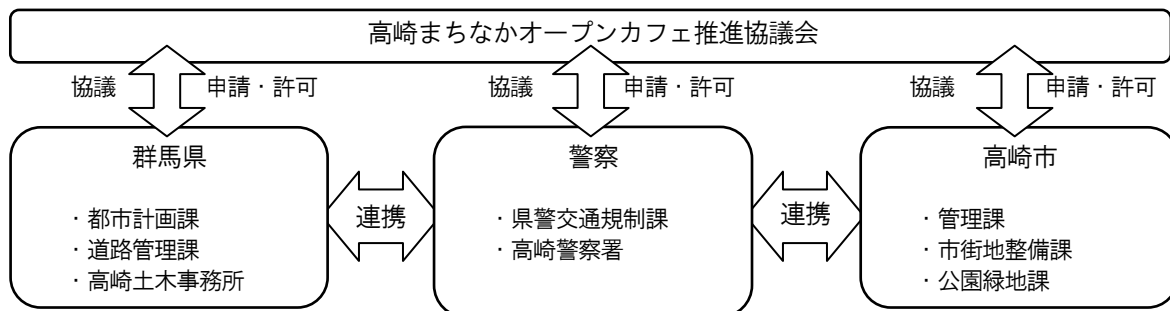 高崎まちなかオープンカフェ推進協議会
協議 申請・許可 協議 申請・許可 協議 申請・許可
群馬県
・都市計画課
・道路管理課
・高崎土木事務所
連携
警察
・県警交通規制課
・高崎警察署
連携
高崎市
・管理課
・市街地整備課
・公園緑地課